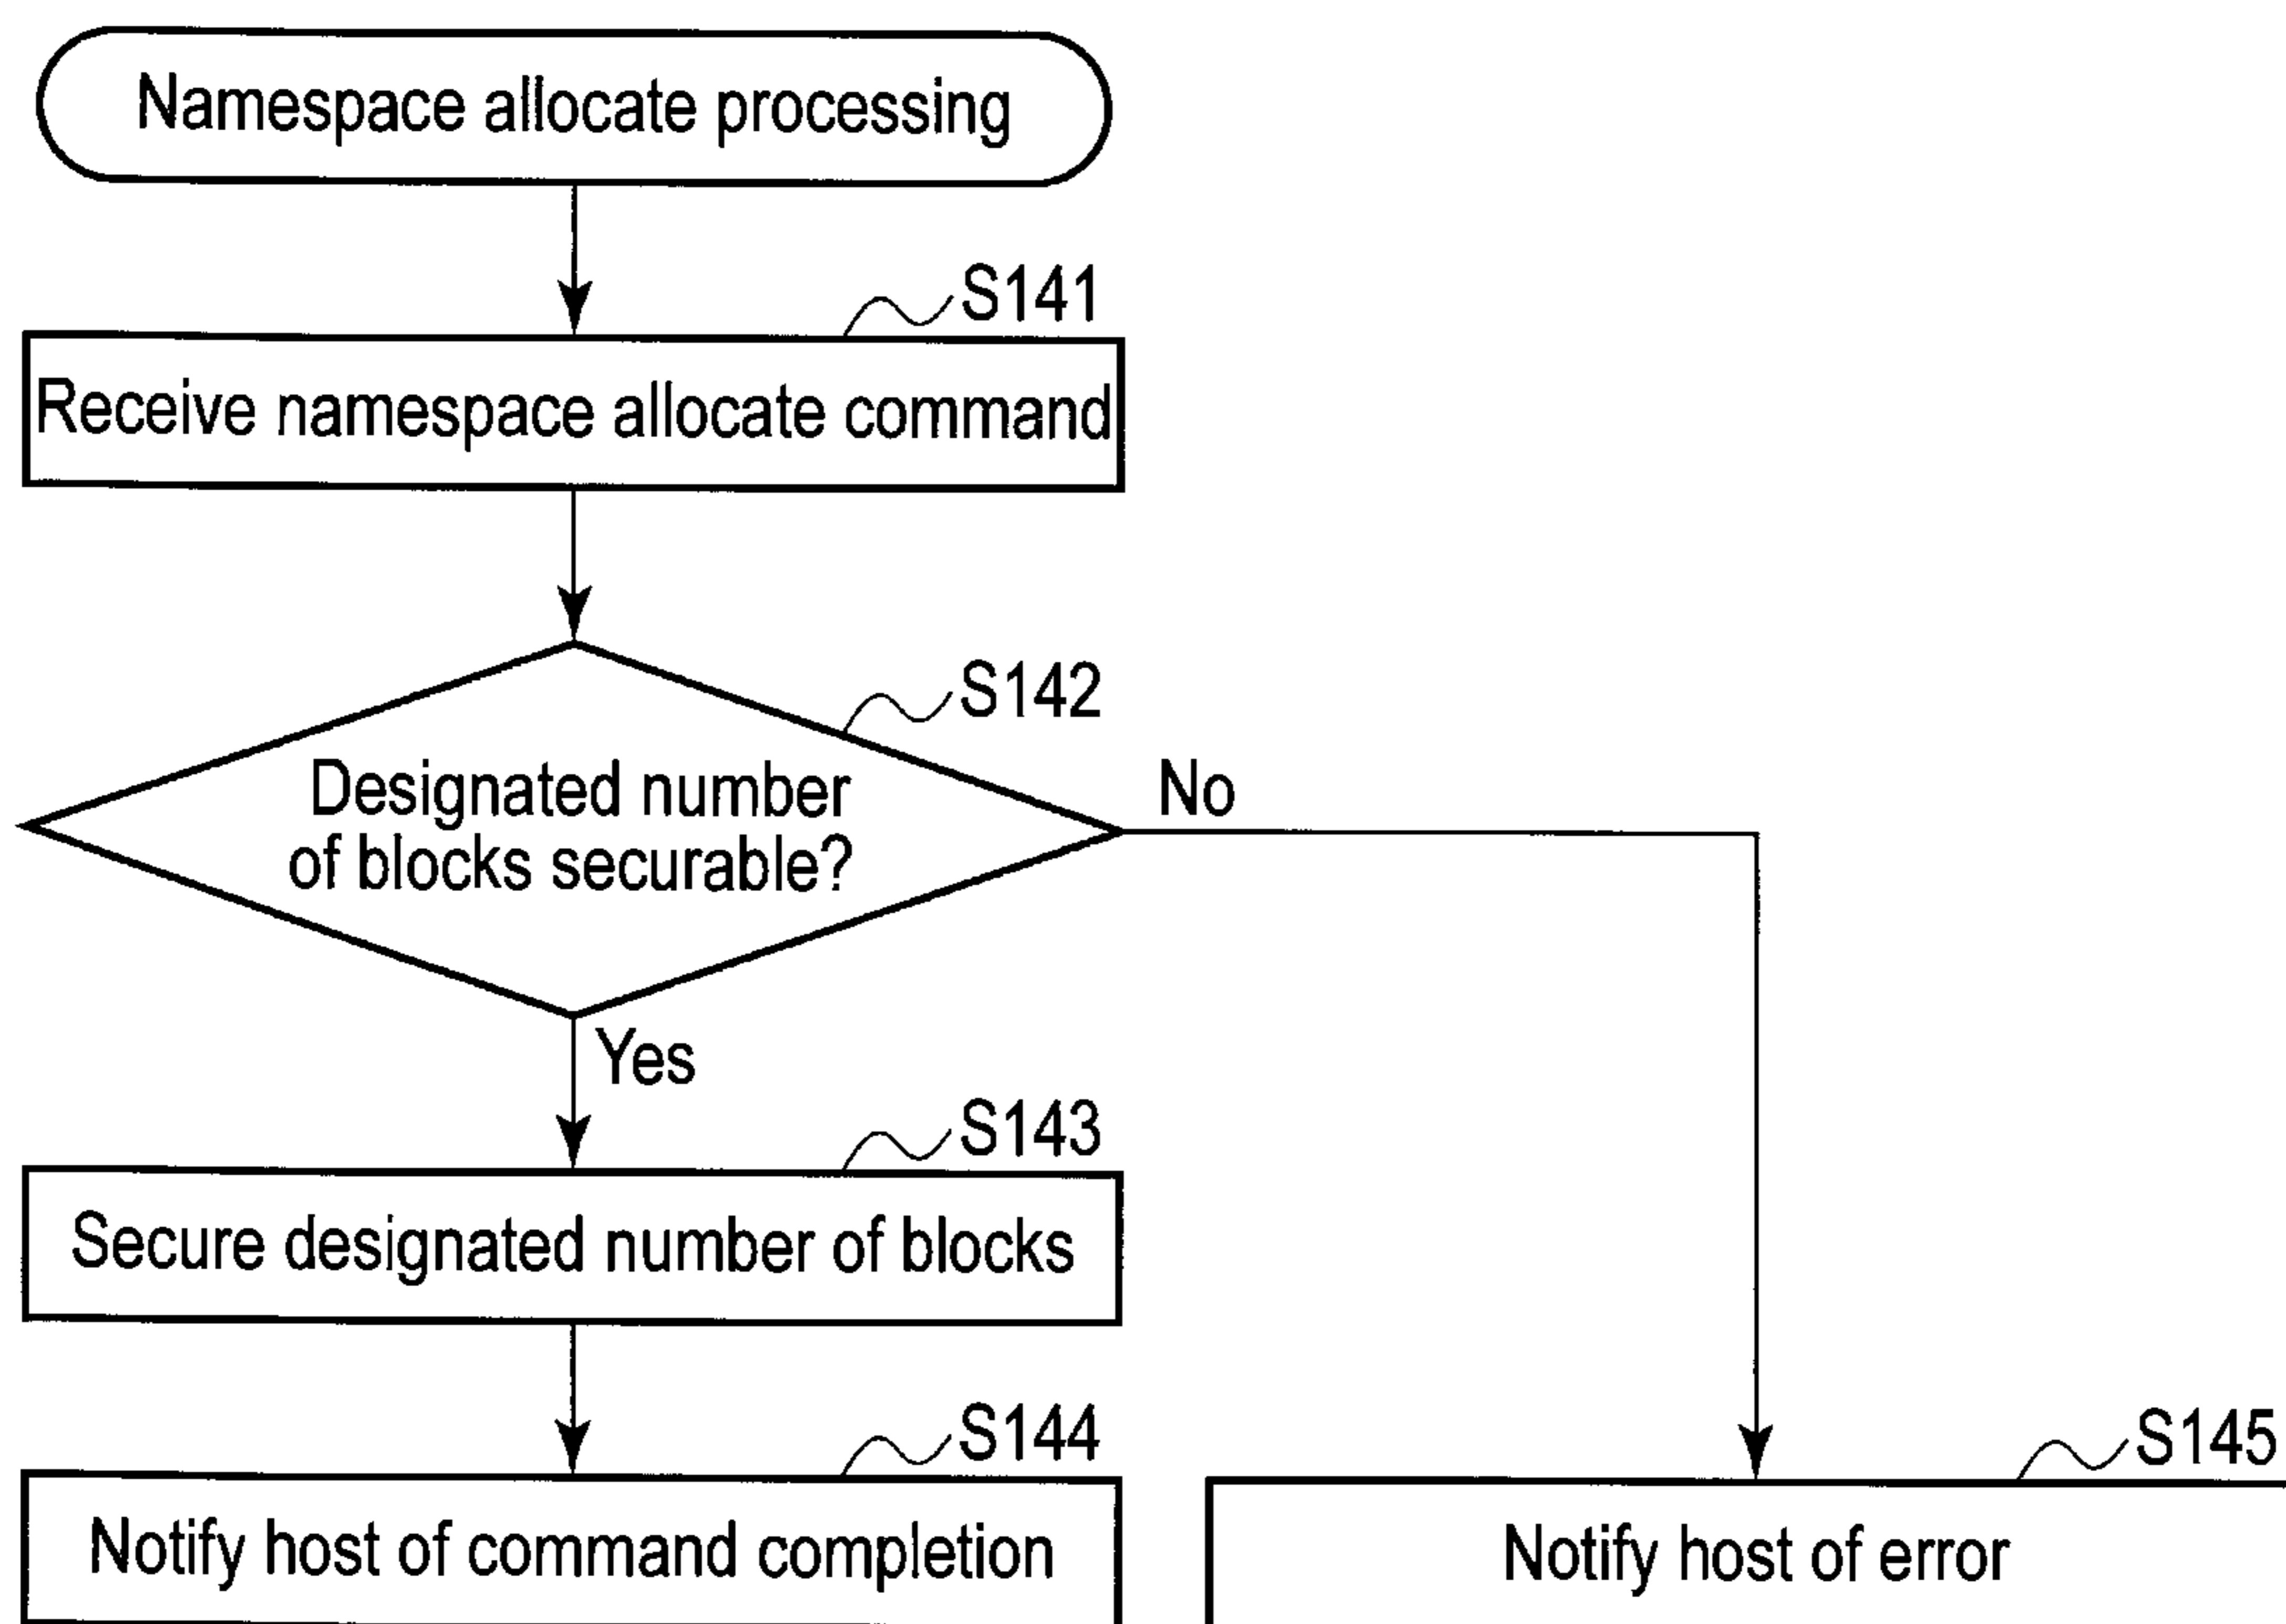 Namespace allocate processing
S141
Receive namespace allocate command
S142
Designated number
of blocks securable?
No
Yes
S143
Secure designated number of blocks
S144
Notify host of command completion
S145
Notify host of error